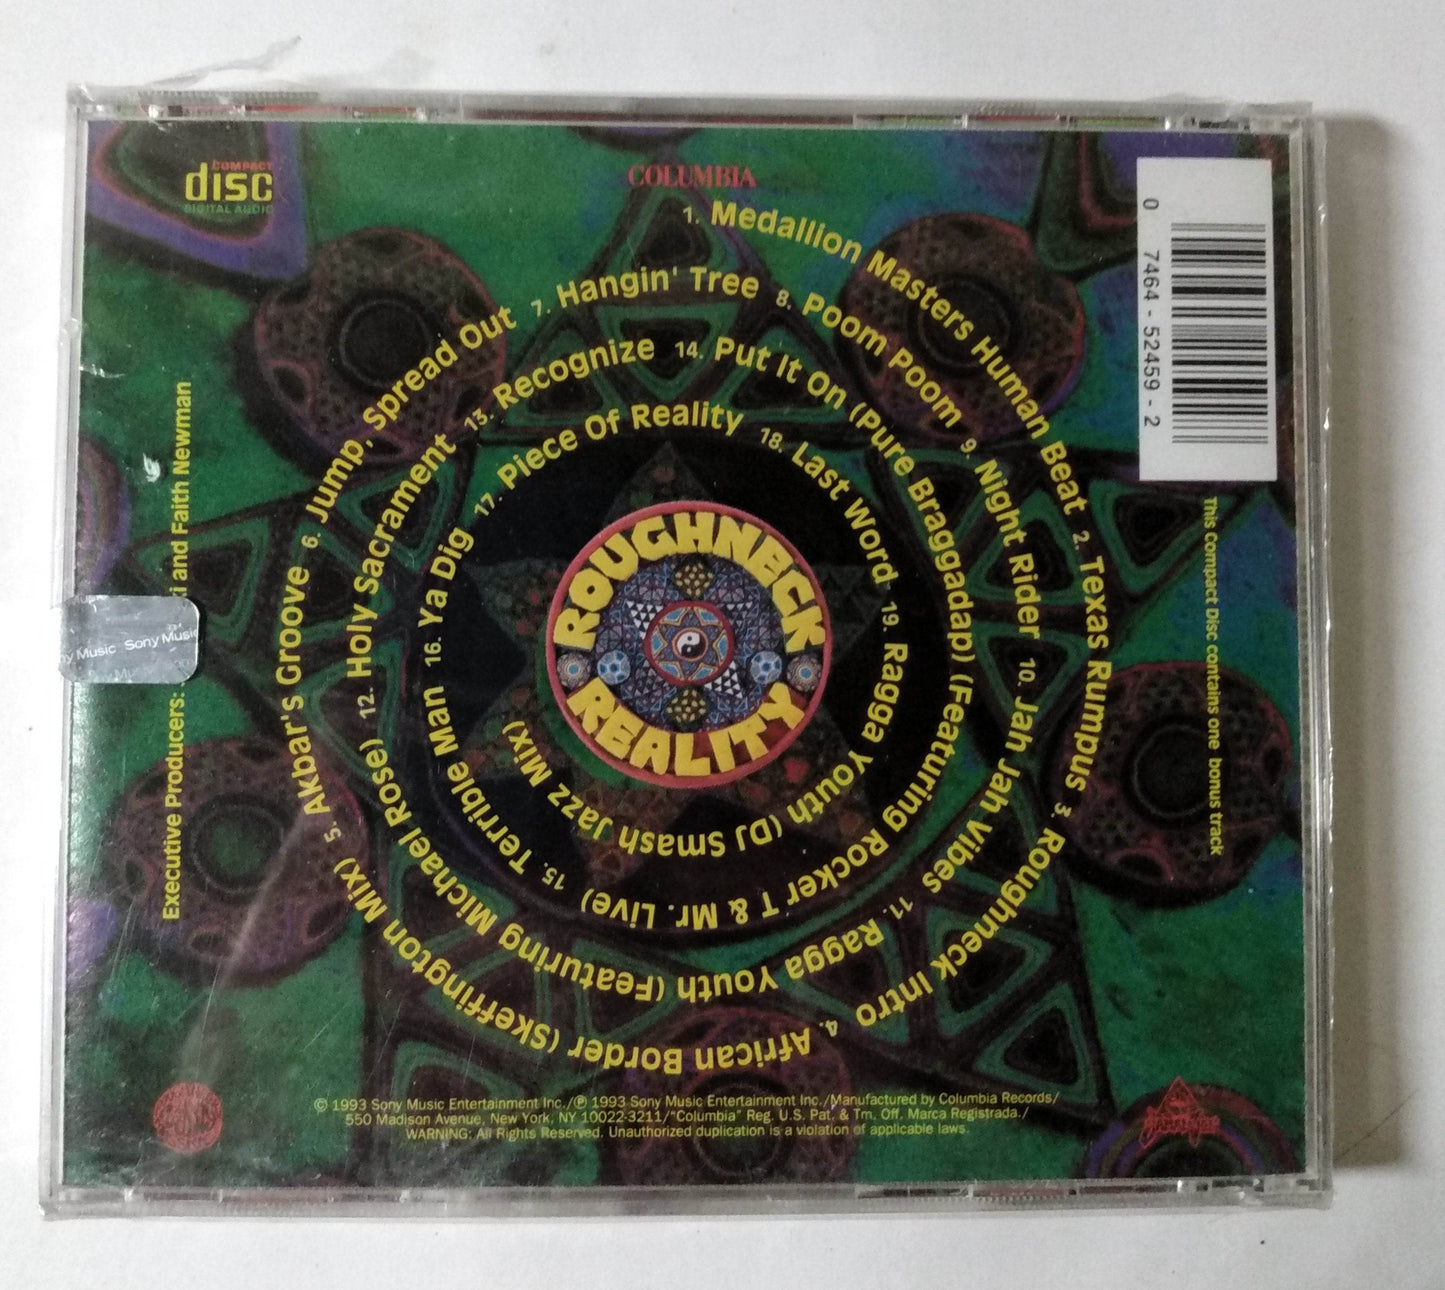 COMPACT
disc
DIGITAL AUDIO
COLUMBIA
1. Medallion Masters Human Beat 2. Texas Rumpus 3. Roughneck Intro 4. African Border (Skeffington Mix) 5. Akbar's Groove 6. Jump, Spread Out 7. Hangin' Tree 8. Poom Poom 9. Night Rider 10. Jah Jah Vibes 11. Ragga Youth (Featuring Michael Rose) 12. Holy Sacrament 13. Recognize 14. Put It On (Pure Braggadap) (Featuring Rocker T & Mr. Live) 15. Terrible Man 16. Ya Dig 17. Piece Of Reality 18. Last Word 19. Ragga Youth (DJ Smash Jazz Mix)
ROUGHNECK
REALITY
0 7464-52459-2
This Compact Disc contains one bonus track
Executive Producers: i and Faith Newman
Music Sony Music
© 1993 Sony Music Entertainment Inc./℗ 1993 Sony Music Entertainment Inc./Manufactured by Columbia Records/
550 Madison Avenue, New York, NY 10022-3211/"Columbia" Reg. U.S. Pat. & Tm. Off. Marca Registrada./
WARNING: All Rights Reserved. Unauthorized duplication is a violation of applicable laws.